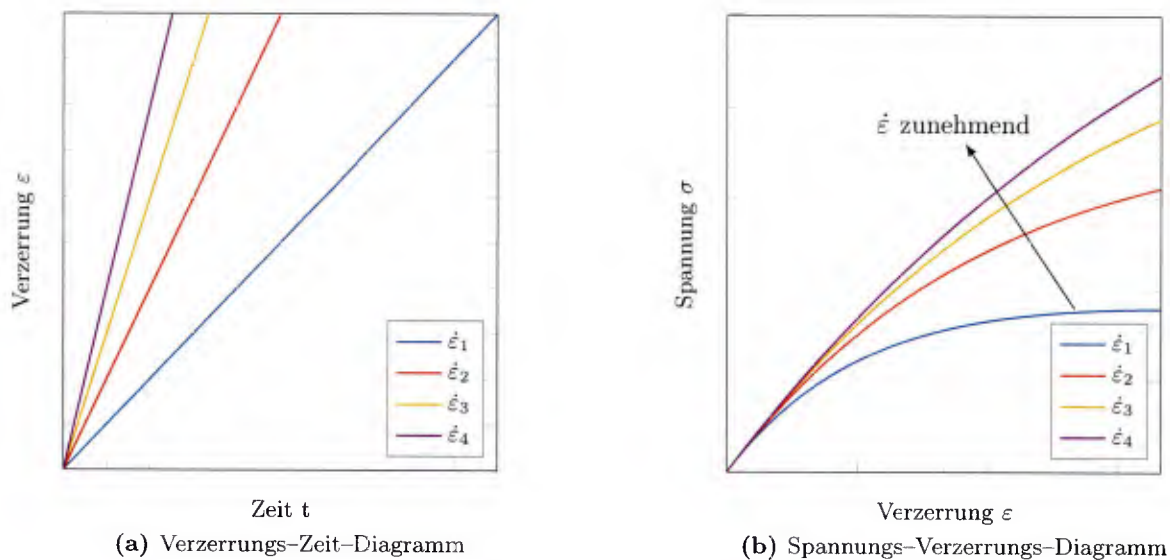 Verzerrung ε
ε̇₁
ε̇₂
ε̇₃
ε̇₄
Zeit t
(a) Verzerrungs–Zeit–Diagramm
Spannung σ
ε̇ zunehmend
ε̇₁
ε̇₂
ε̇₃
ε̇₄
Verzerrung ε
(b) Spannungs–Verzerrungs–Diagramm